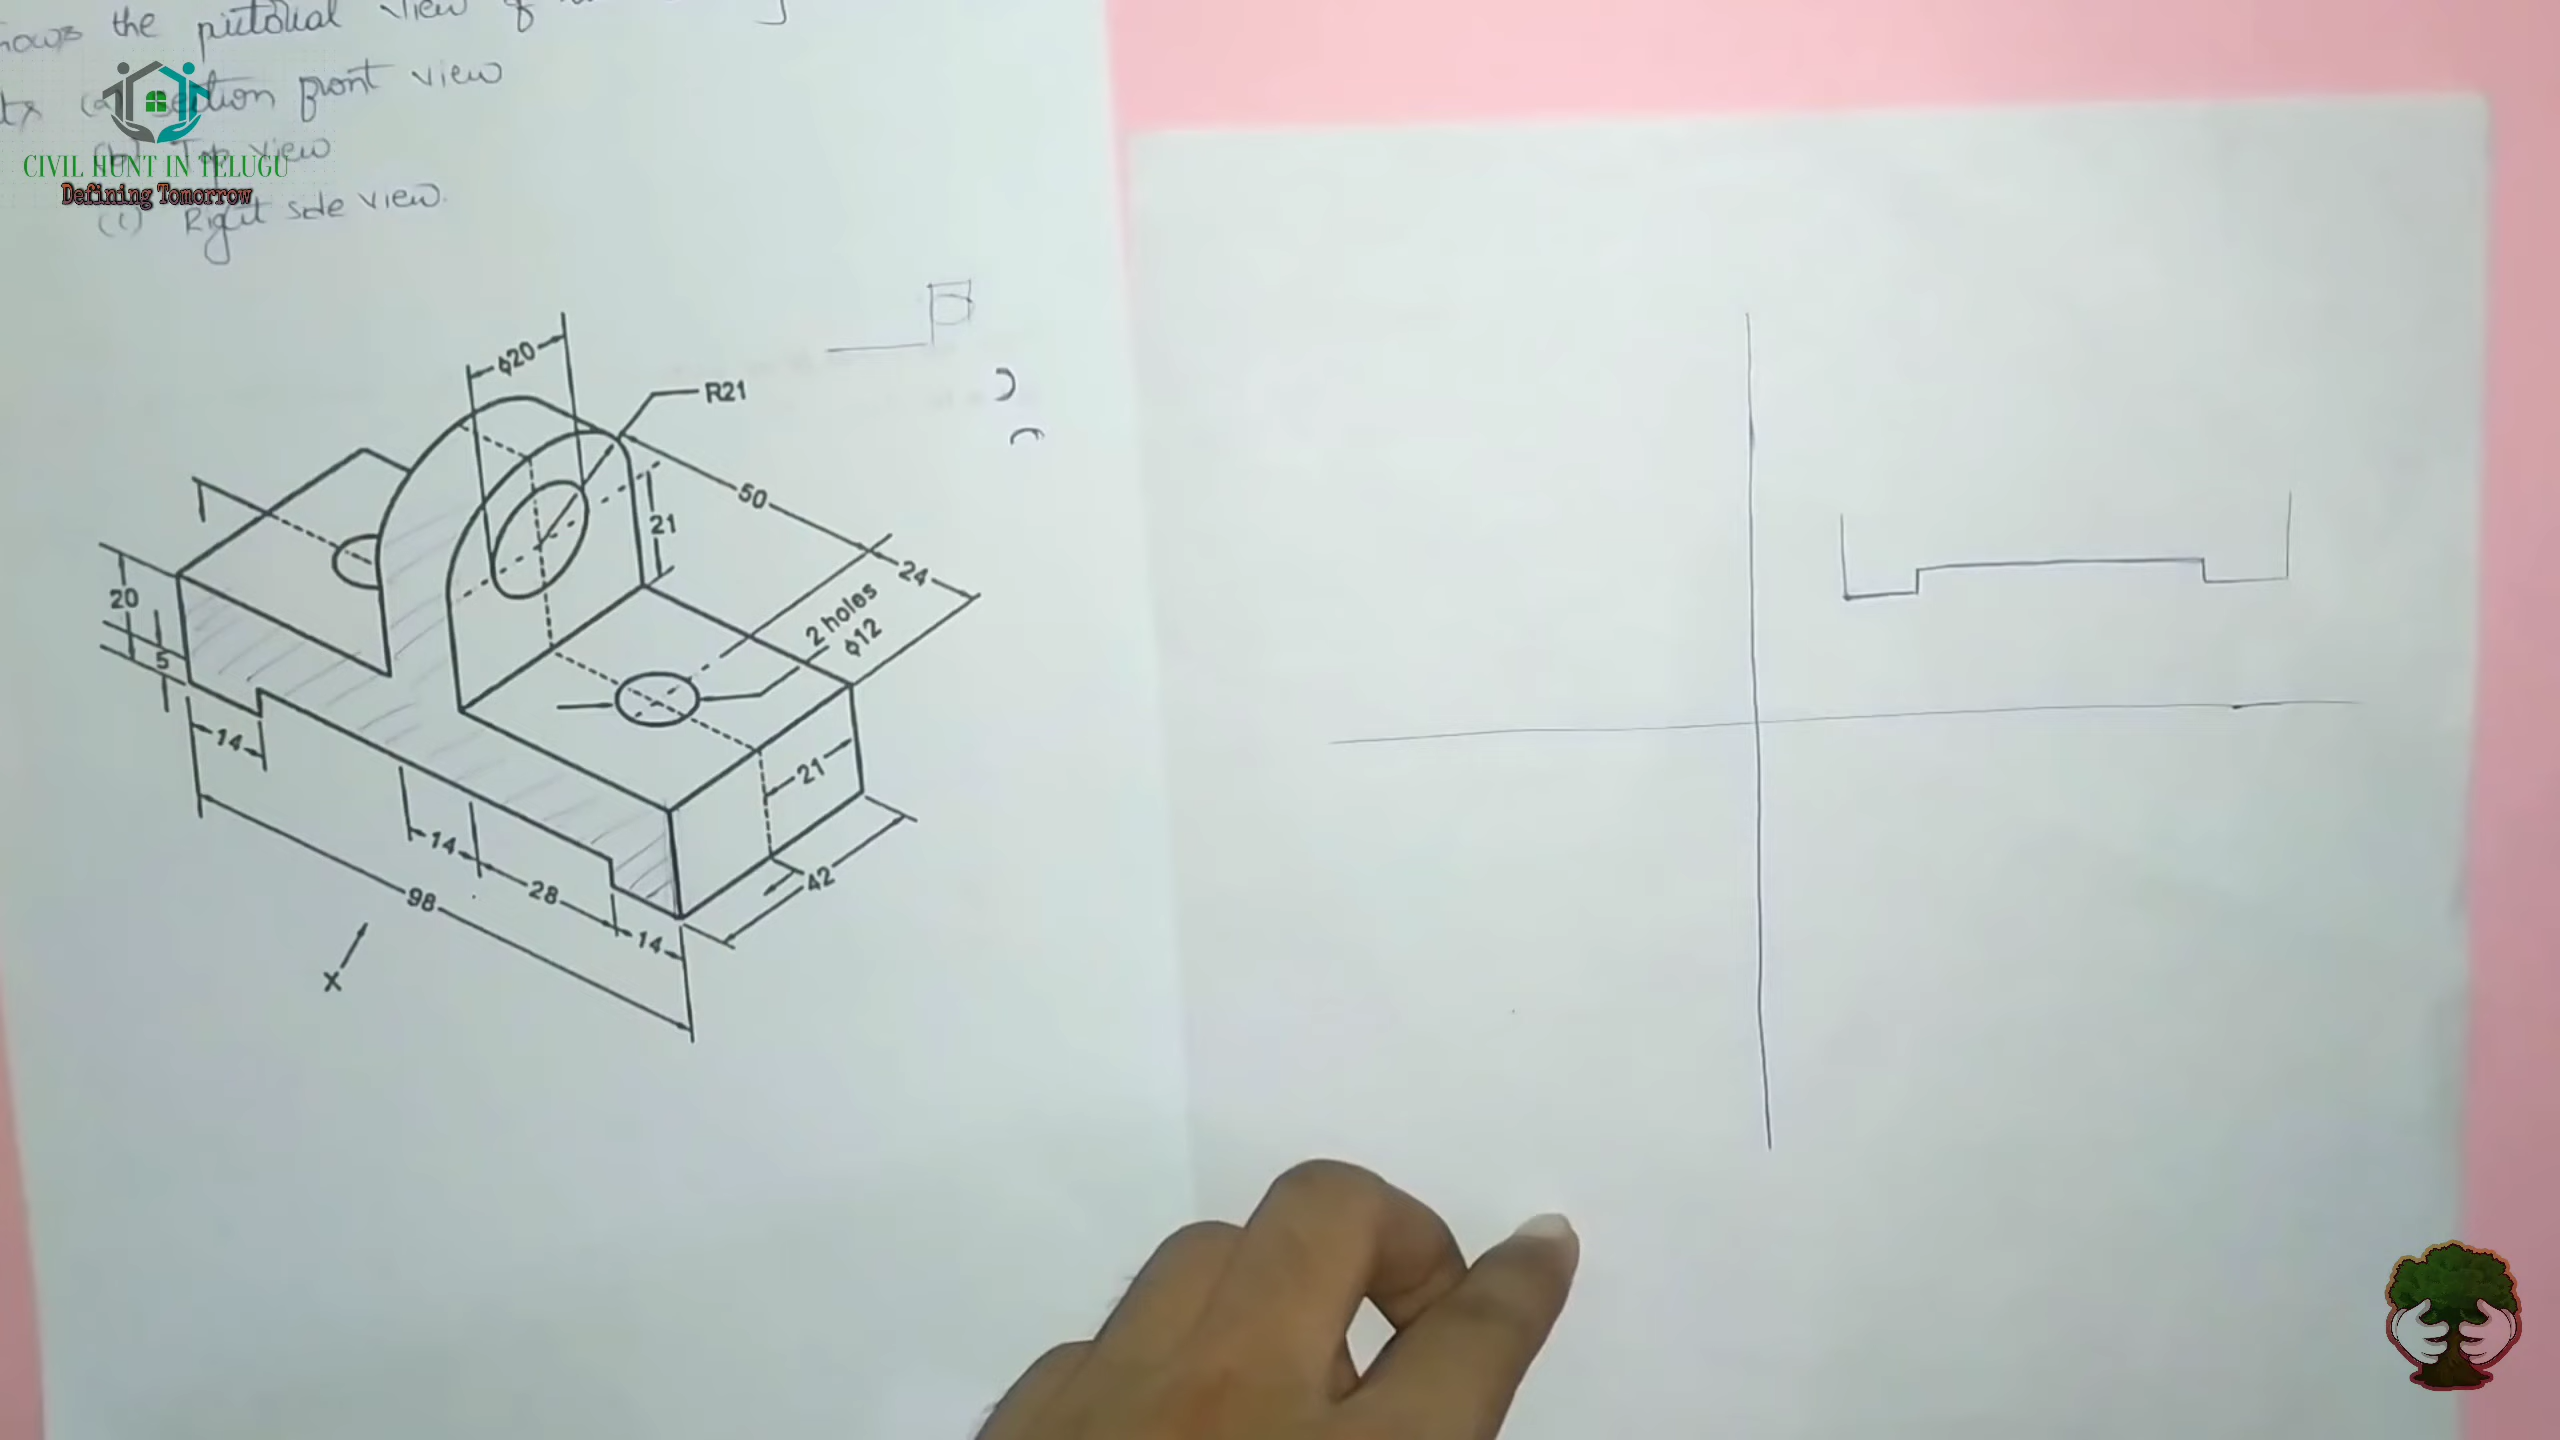 the pictorial view of
(a) section front view
(b) Top view
(c) Right side view.
CIVIL HUNT IN TELUGU
Defining Tomorrow
ϕ20
R21
50
21
24
2 holes
ϕ12
20
5
14
21
14
28
42
98
14
X